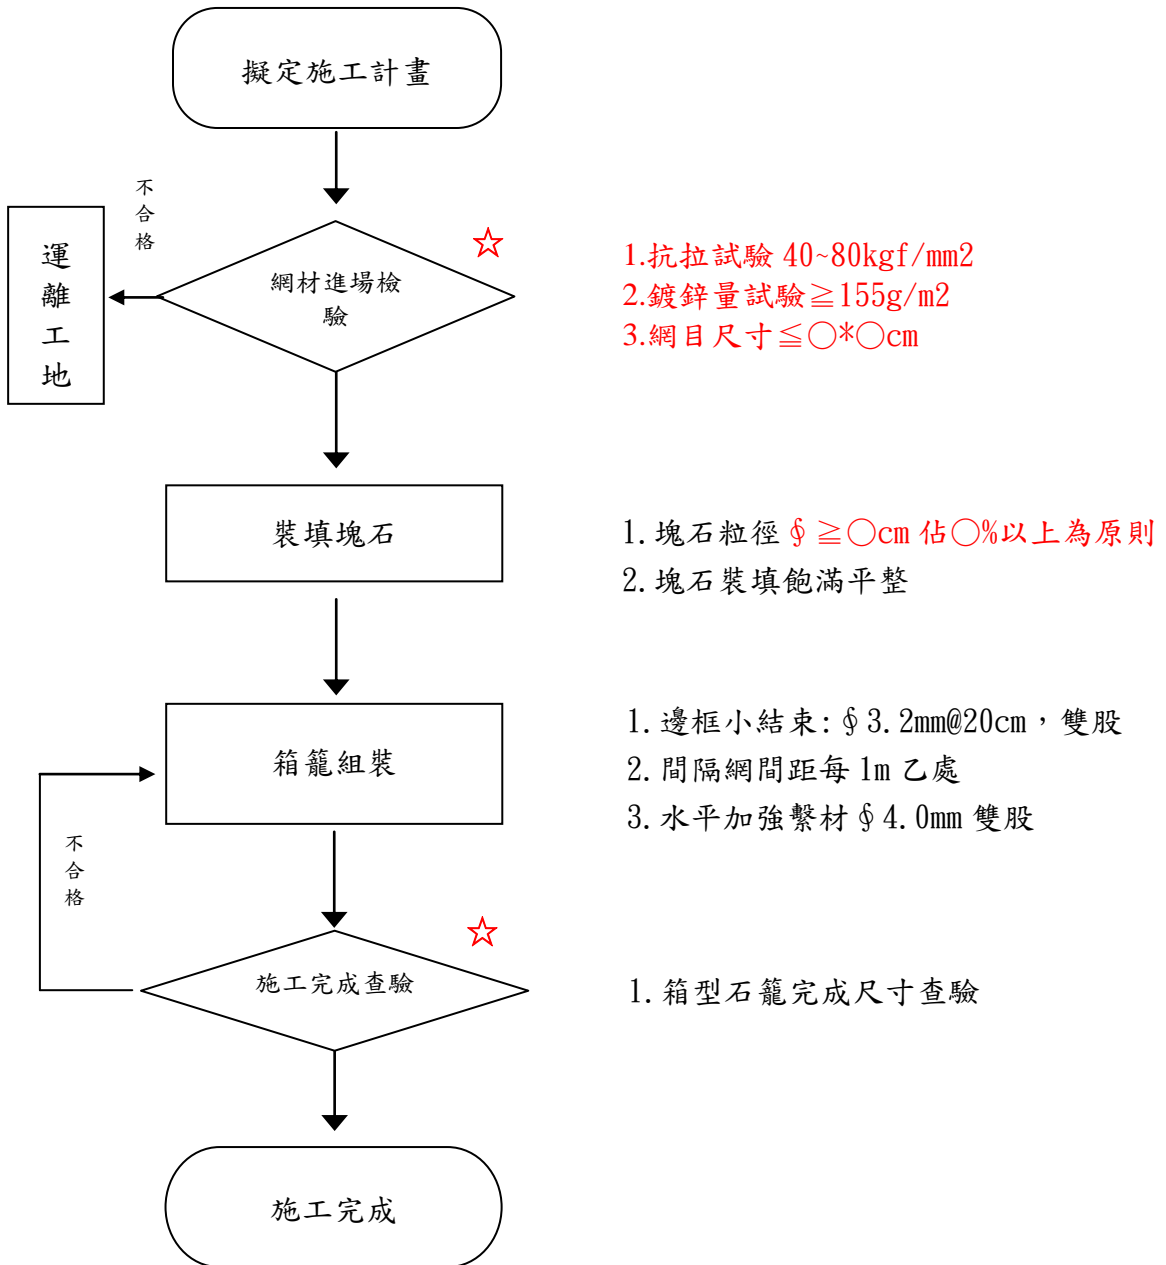 擬定施工計畫
不合格
運離工地
網材進場檢
驗
☆
1.抗拉試驗 40~80kgf/mm2
2.鍍鋅量試驗≧155g/m2
3.網目尺寸≦○*○cm
裝填塊石
1.塊石粒徑∮≧○cm 佔○%以上為原則
2.塊石裝填飽滿平整
箱籠組裝
1.邊框小結束:∮3.2mm@20cm，雙股
2.間隔網間距每 1m 乙處
3.水平加強繫材∮4.0mm 雙股
不合格
☆
施工完成查驗
1.箱型石籠完成尺寸查驗
施工完成